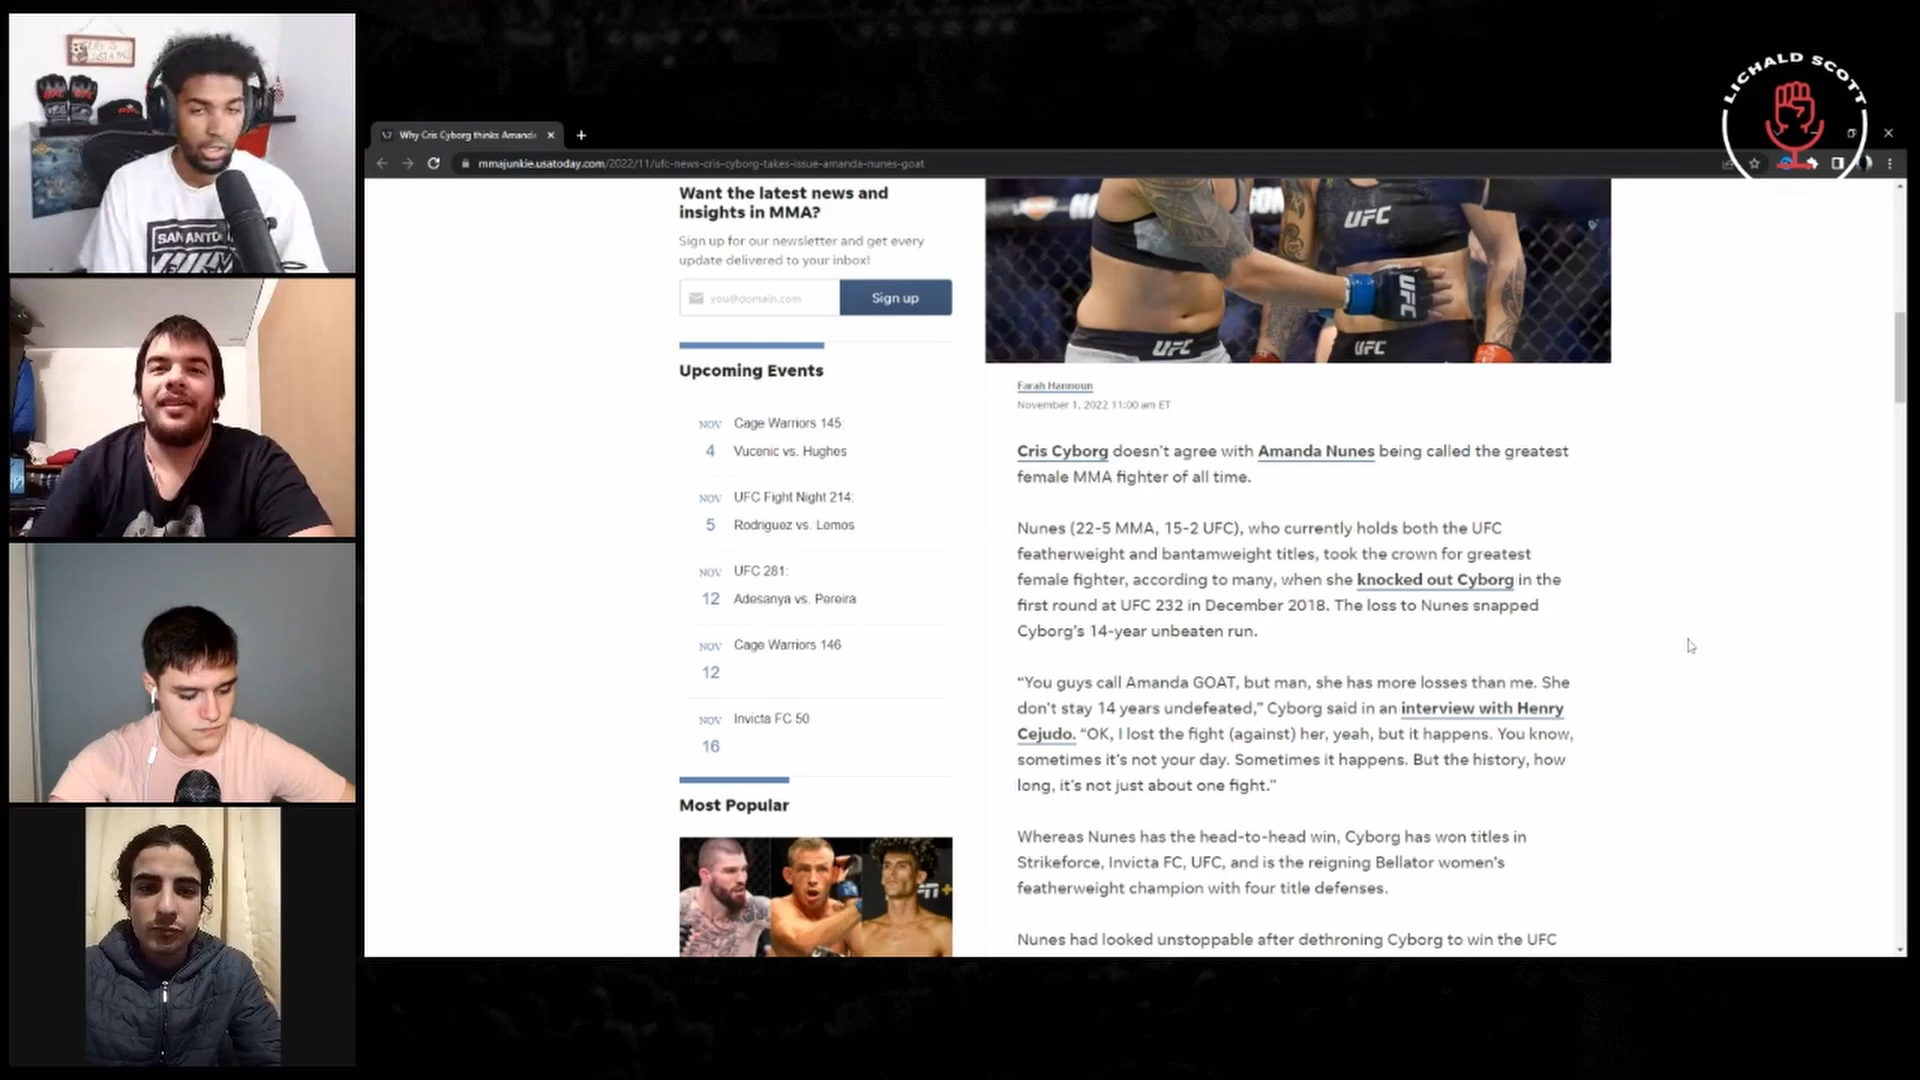 LICHALD SCOTT
Why Cris Cyborg thinks Amanda
mmajunkie.usatoday.com/2022/11/ufc-news-cris-cyborg-takes-issue-amanda-nunes-goat
SAN ANTO
Want the latest news and
insights in MMA?
Sign up for our newsletter and get every
update delivered to your inbox!
you@domain.com
Sign up
Upcoming Events
NOV
4
Cage Warriors 145:
Vucenic vs. Hughes
NOV
5
UFC Fight Night 214:
Rodriguez vs. Lemos
NOV
12
UFC 281:
Adesanya vs. Pereira
NOV
12
Cage Warriors 146
NOV
16
Invicta FC 50
Most Popular
UFC
UFC
UFC
UFC
Farah Hannoun
November 1, 2022 11:00 am ET
Cris Cyborg doesn't agree with Amanda Nunes being called the greatest
female MMA fighter of all time.
Nunes (22-5 MMA, 15-2 UFC), who currently holds both the UFC
featherweight and bantamweight titles, took the crown for greatest
female fighter, according to many, when she knocked out Cyborg in the
first round at UFC 232 in December 2018. The loss to Nunes snapped
Cyborg's 14-year unbeaten run.
“You guys call Amanda GOAT, but man, she has more losses than me. She
don't stay 14 years undefeated,” Cyborg said in an interview with Henry
Cejudo. “OK, I lost the fight (against) her, yeah, but it happens. You know,
sometimes it's not your day. Sometimes it happens. But the history, how
long, it's not just about one fight.”
Whereas Nunes has the head-to-head win, Cyborg has won titles in
Strikeforce, Invicta FC, UFC, and is the reigning Bellator women's
featherweight champion with four title defenses.
Nunes had looked unstoppable after dethroning Cyborg to win the UFC